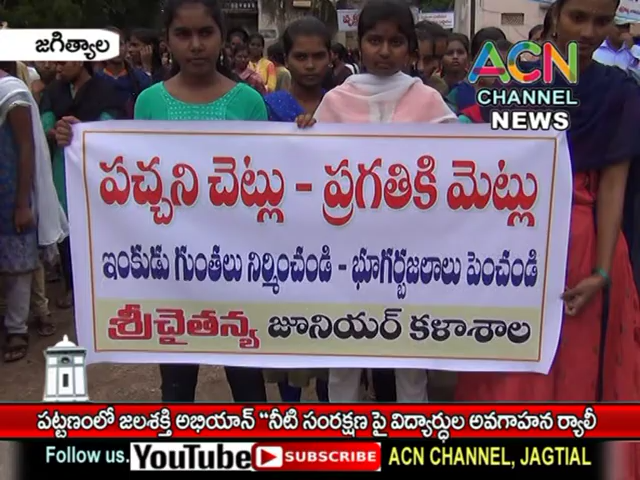 జగిత్యాల
ACN
CHANNEL
NEWS
పచ్చని చెట్లు - ప్రగతికి మెట్లు
ఇంకుడు గుంతలు నిర్మించండి - భూగర్భజలాలు పెంచండి
శ్రీచైతన్య జూనియర్ కళాశాల
పట్టణంలో జలశక్తి అభియాన్ "నీటి సంరక్షణ పై విద్యార్ధుల అవగాహన ర్యాలీ
Follow us. YouTube SUBSCRIBE ACN CHANNEL, JAGTIAL